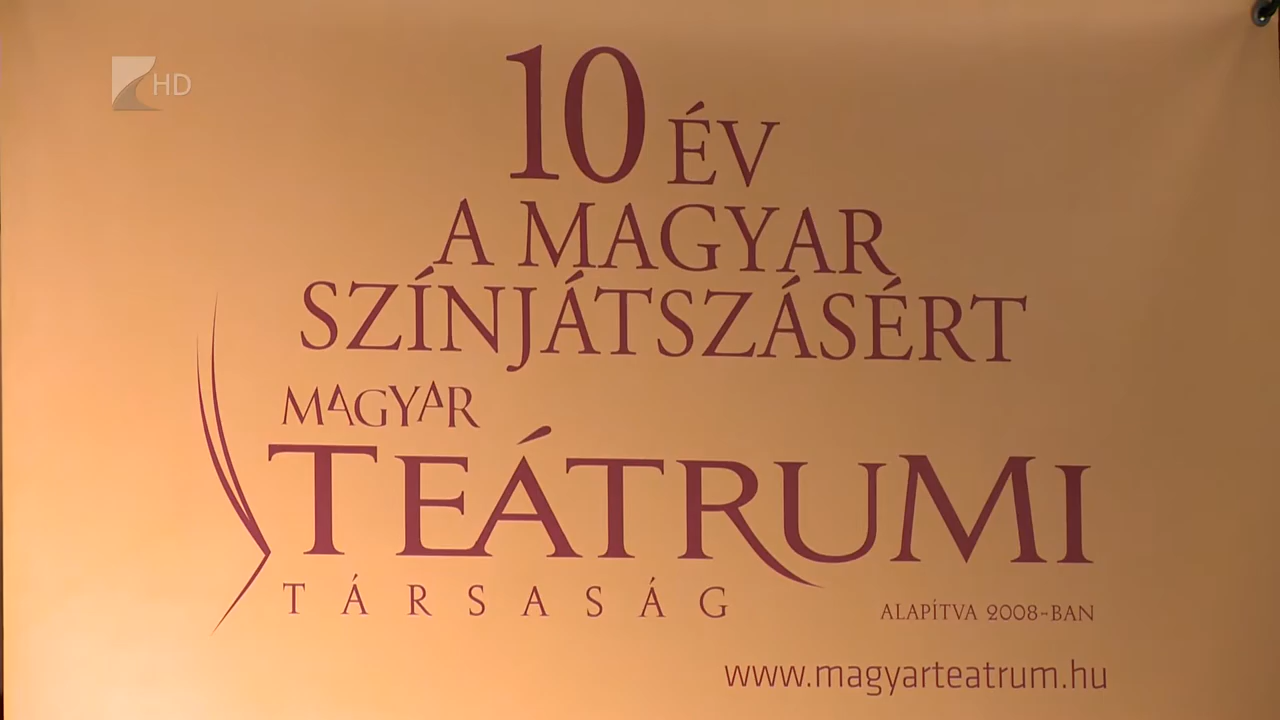 HD
10 ÉV
A MAGYAR
SZÍNJÁTSZÁSÉRT
MAGYAR
TEÁTRUMI
TÁRSASÁG
ALAPÍTVA 2008-BAN
www.magyarteatrum.hu